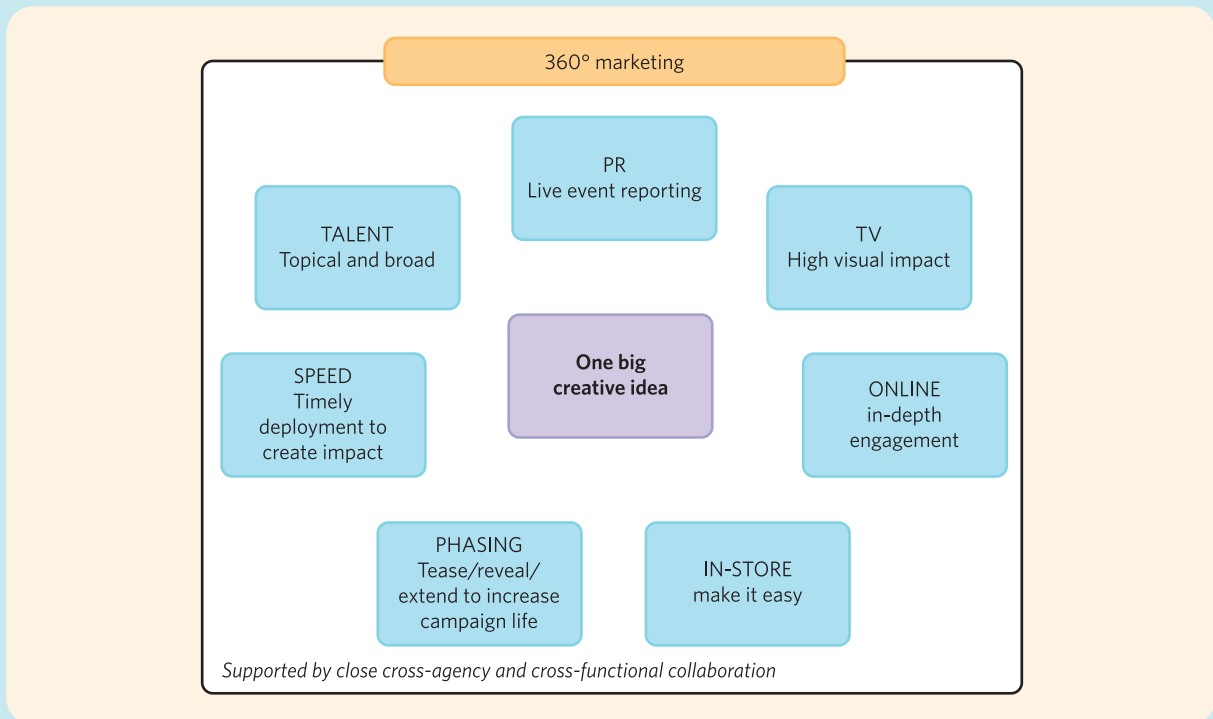 360° marketing
PR
Live event reporting
TALENT
Topical and broad
TV
High visual impact
One big
creative idea
SPEED
Timely
deployment to
create impact
ONLINE
in-depth
engagement
PHASING
Tease/reveal/
extend to increase
campaign life
IN-STORE
make it easy
Supported by close cross-agency and cross-functional collaboration